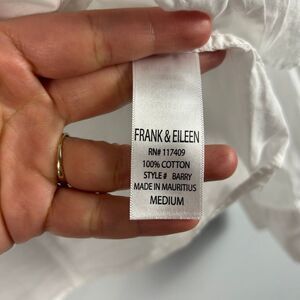 FRANK & EILEEN
RN# 117409
100% COTTON
STYLE # BARRY
MADE IN MAURITIUS
MEDIUM